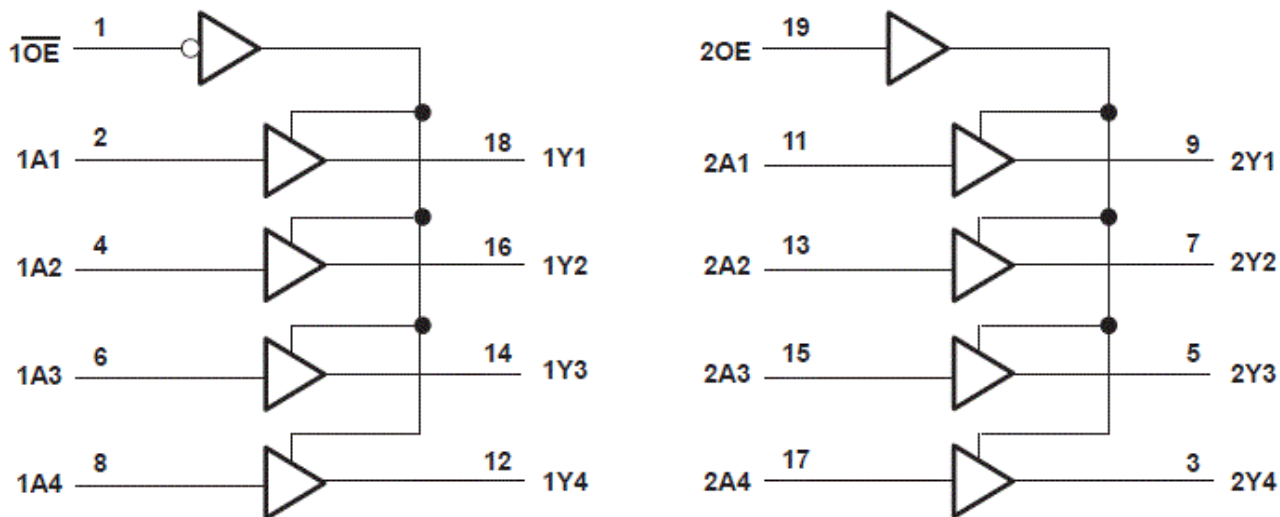 1O̅E̅ 1
1A1 2 18 1Y1
1A2 4 16 1Y2
1A3 6 14 1Y3
1A4 8 12 1Y4
2OE 19
2A1 11 9 2Y1
2A2 13 7 2Y2
2A3 15 5 2Y3
2A4 17 3 2Y4